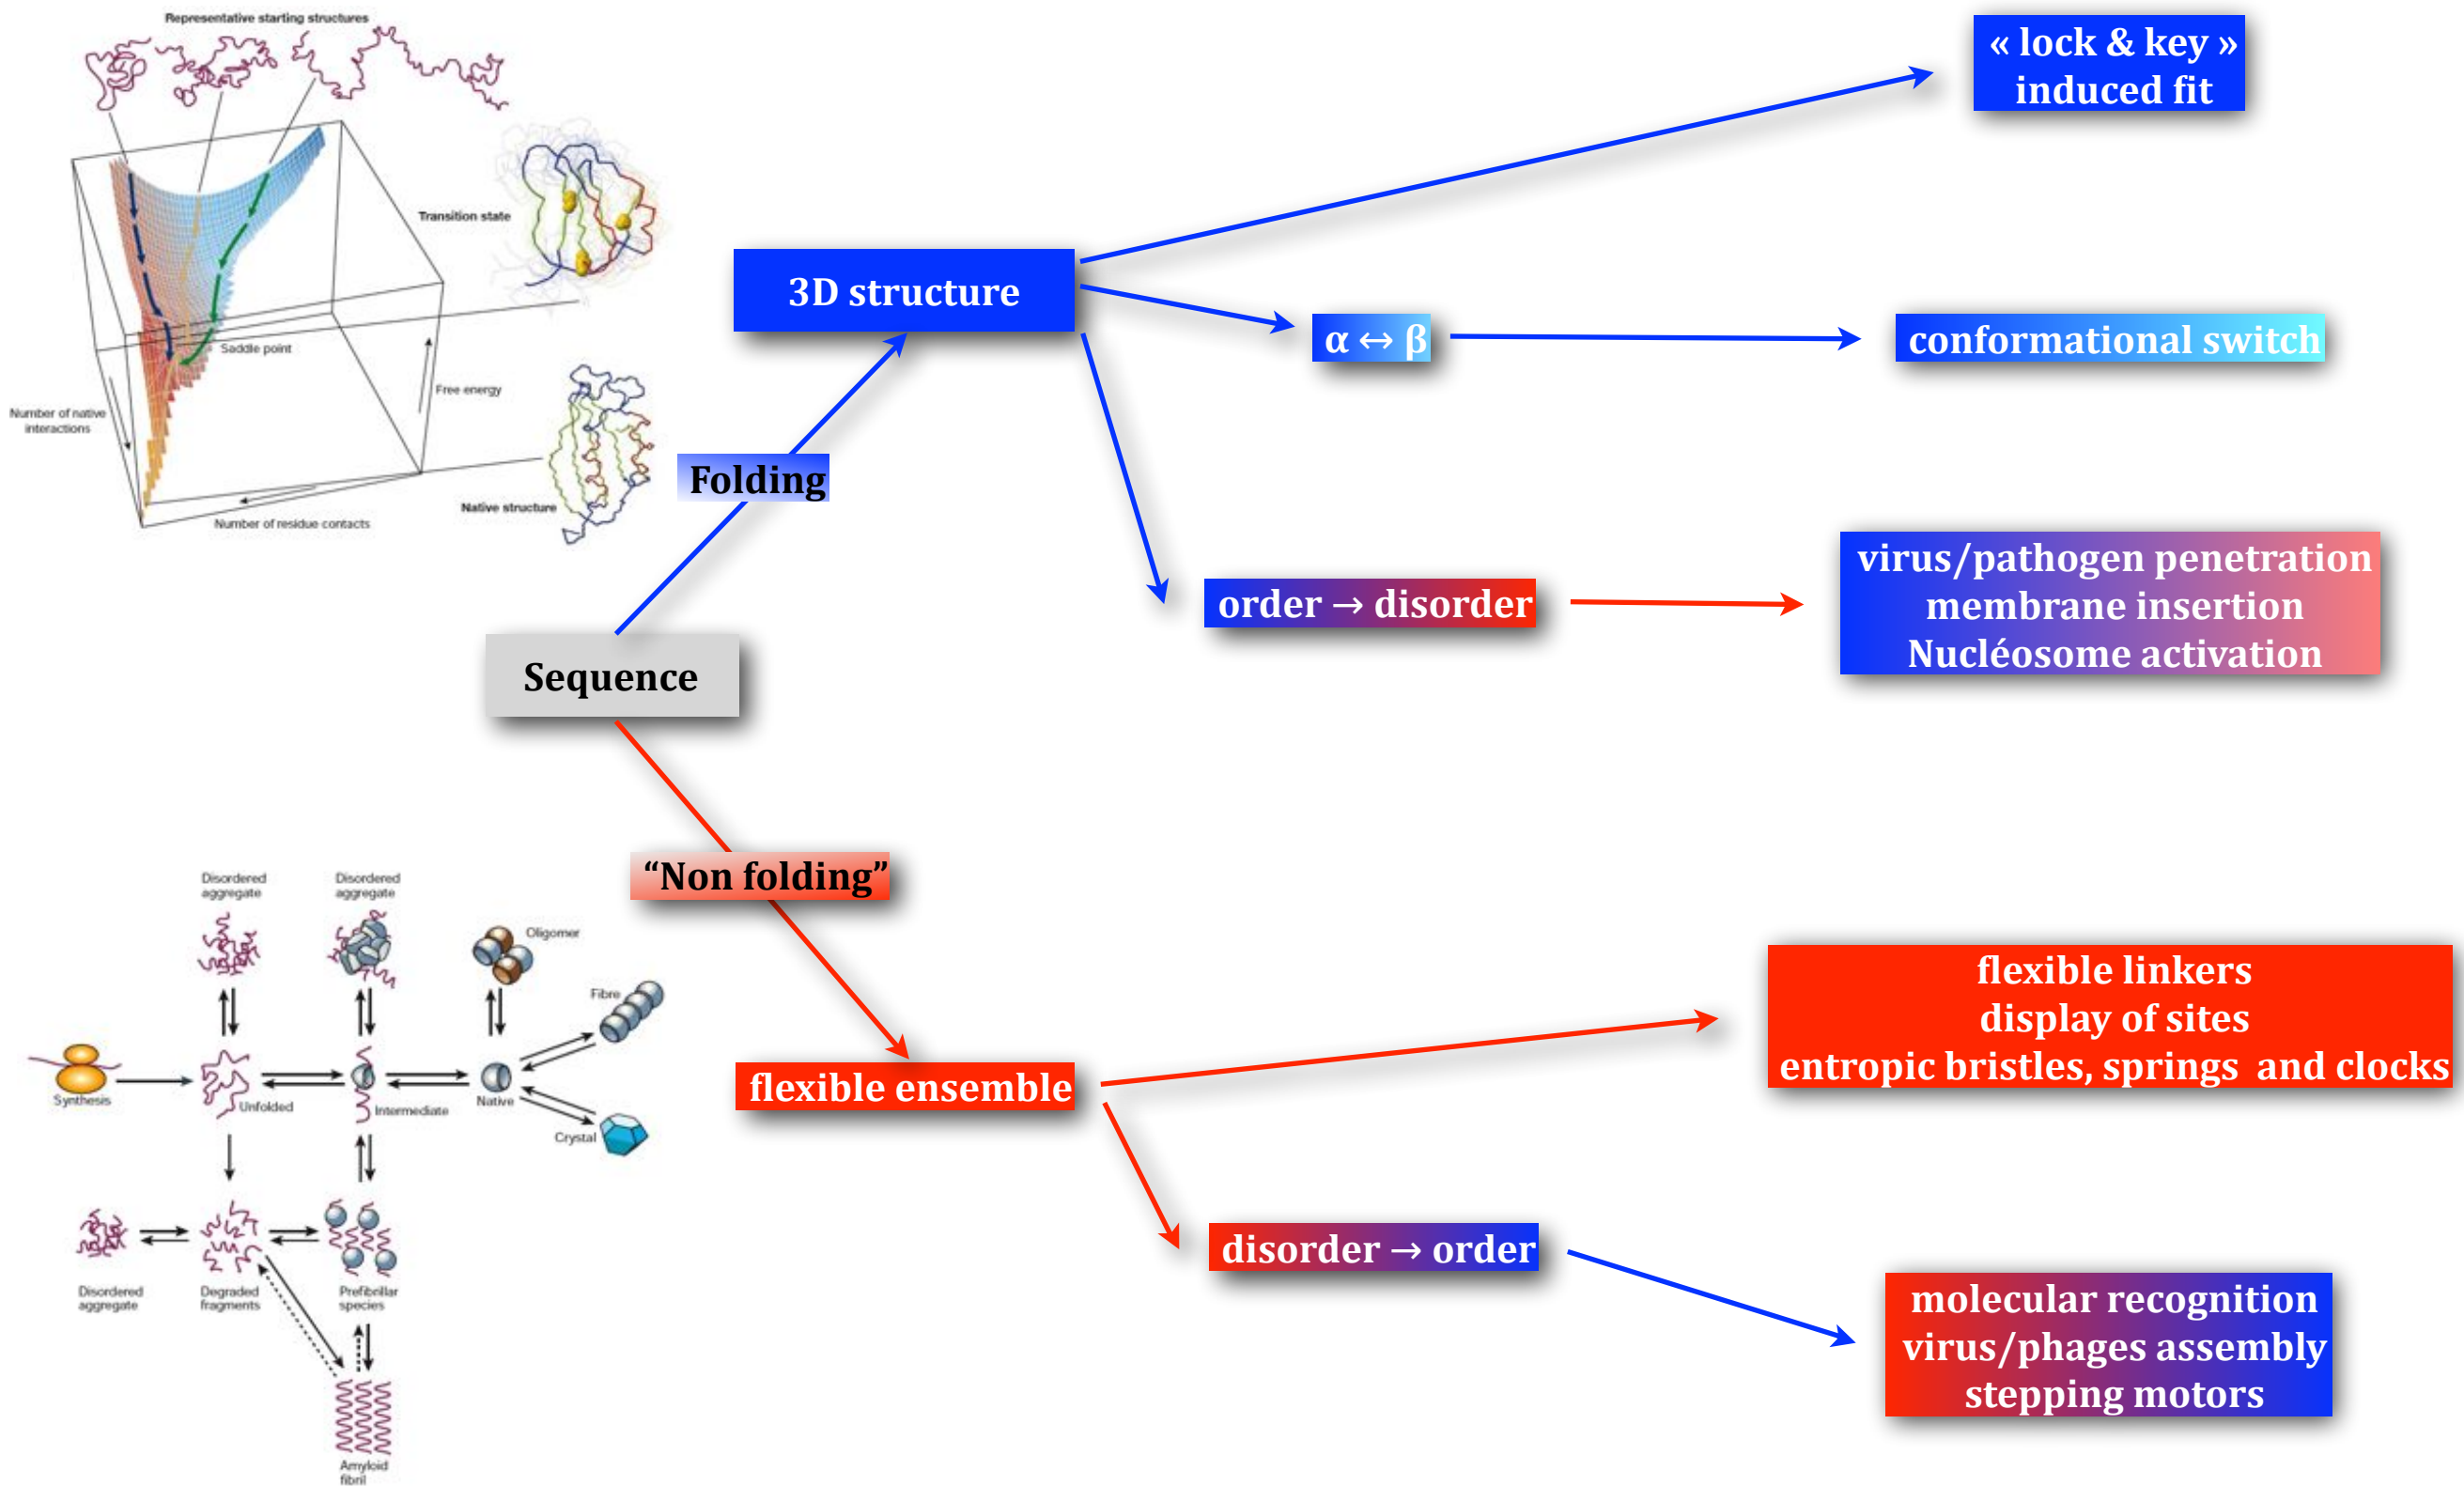 Representative starting structures
Transition state
Saddle point
Free energy
Number of native
interactions
Number of residue contacts
Native structure
« lock & key »
induced fit
3D structure
α ↔ β
conformational switch
Folding
order → disorder
virus/pathogen penetration
membrane insertion
Nucléosome activation
Sequence
“Non folding”
flexible ensemble
flexible linkers
display of sites
entropic bristles, springs and clocks
disorder → order
molecular recognition
virus/phages assembly
stepping motors
Disordered
aggregate
Disordered
aggregate
Oligomer
Fibre
Synthesis
Unfolded
Intermediate
Native
Crystal
Disordered
aggregate
Degraded
fragments
Prefibrillar
species
Amyloid
fibril